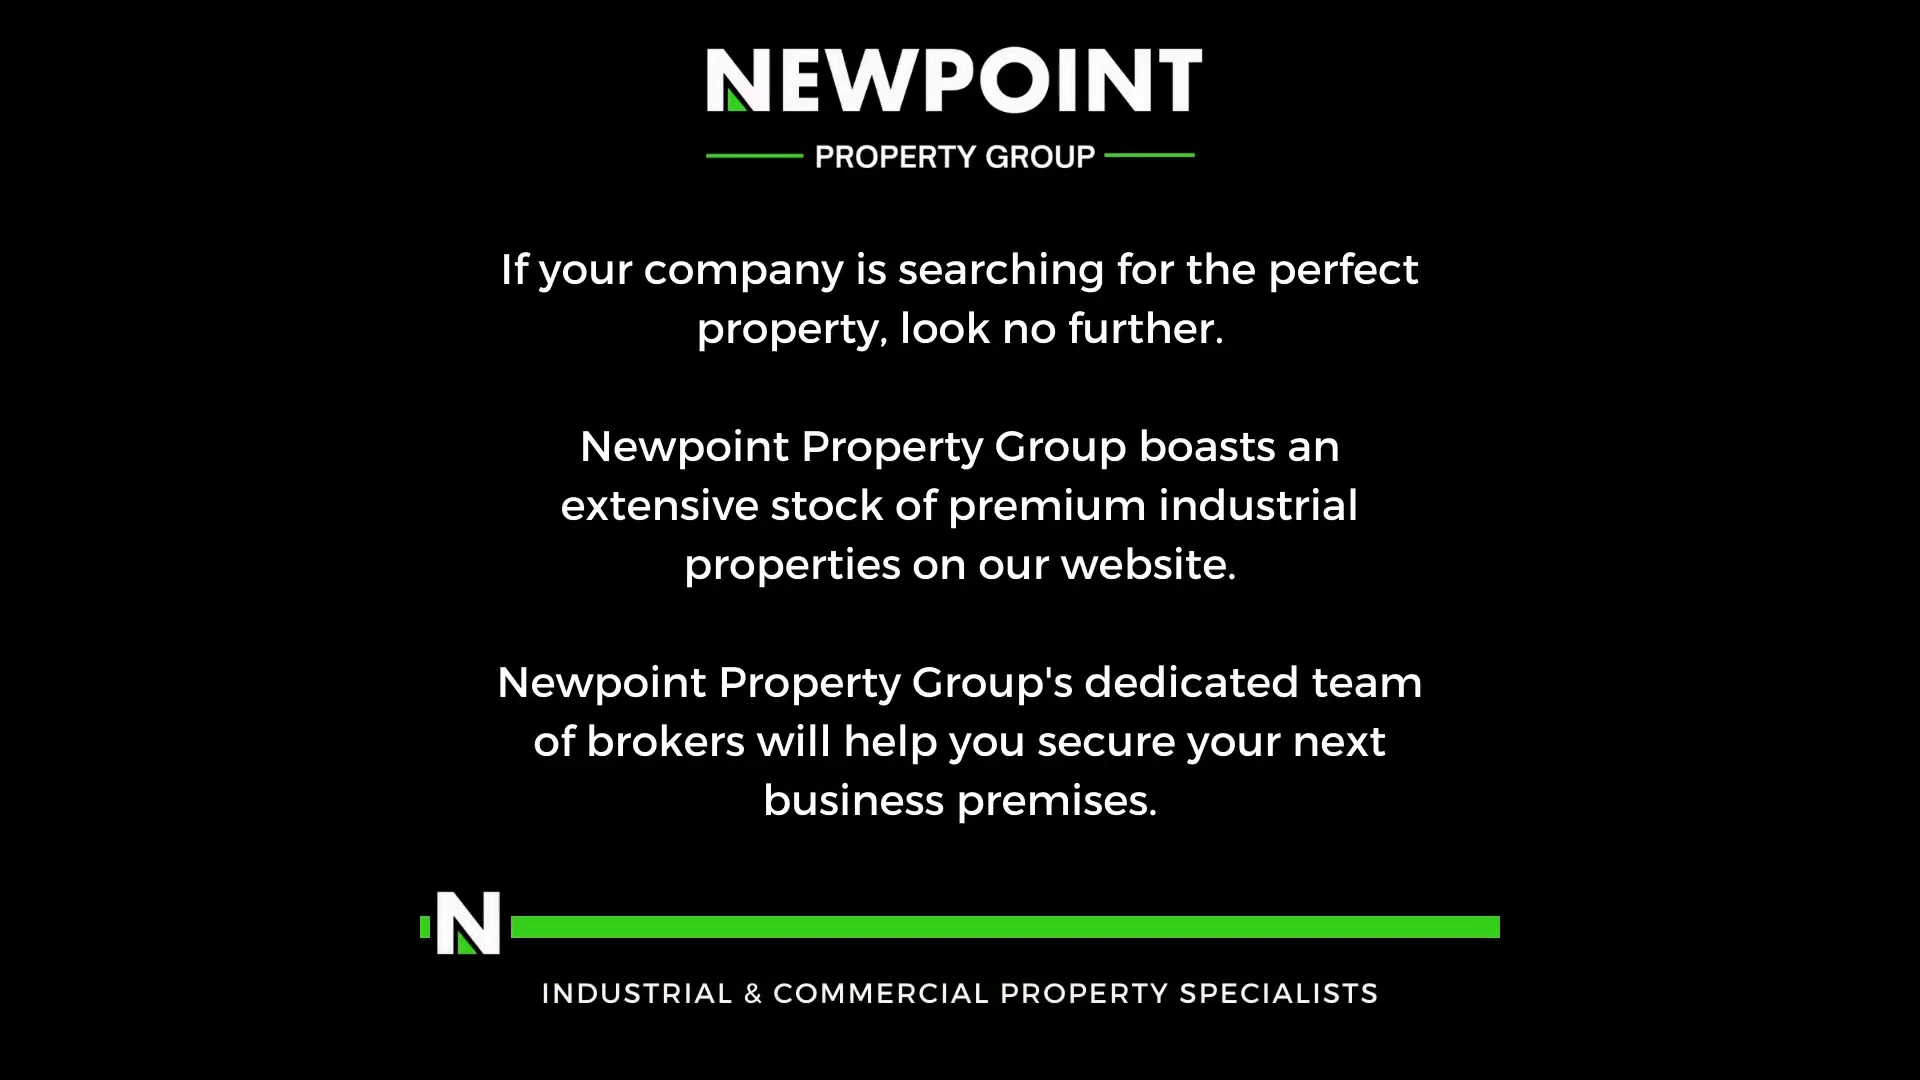 NEWPOINT
PROPERTY GROUP
If your company is searching for the perfect
property, look no further.
Newpoint Property Group boasts an
extensive stock of premium industrial
properties on our website.
Newpoint Property Group's dedicated team
of brokers will help you secure your next
business premises.
N
INDUSTRIAL & COMMERCIAL PROPERTY SPECIALISTS